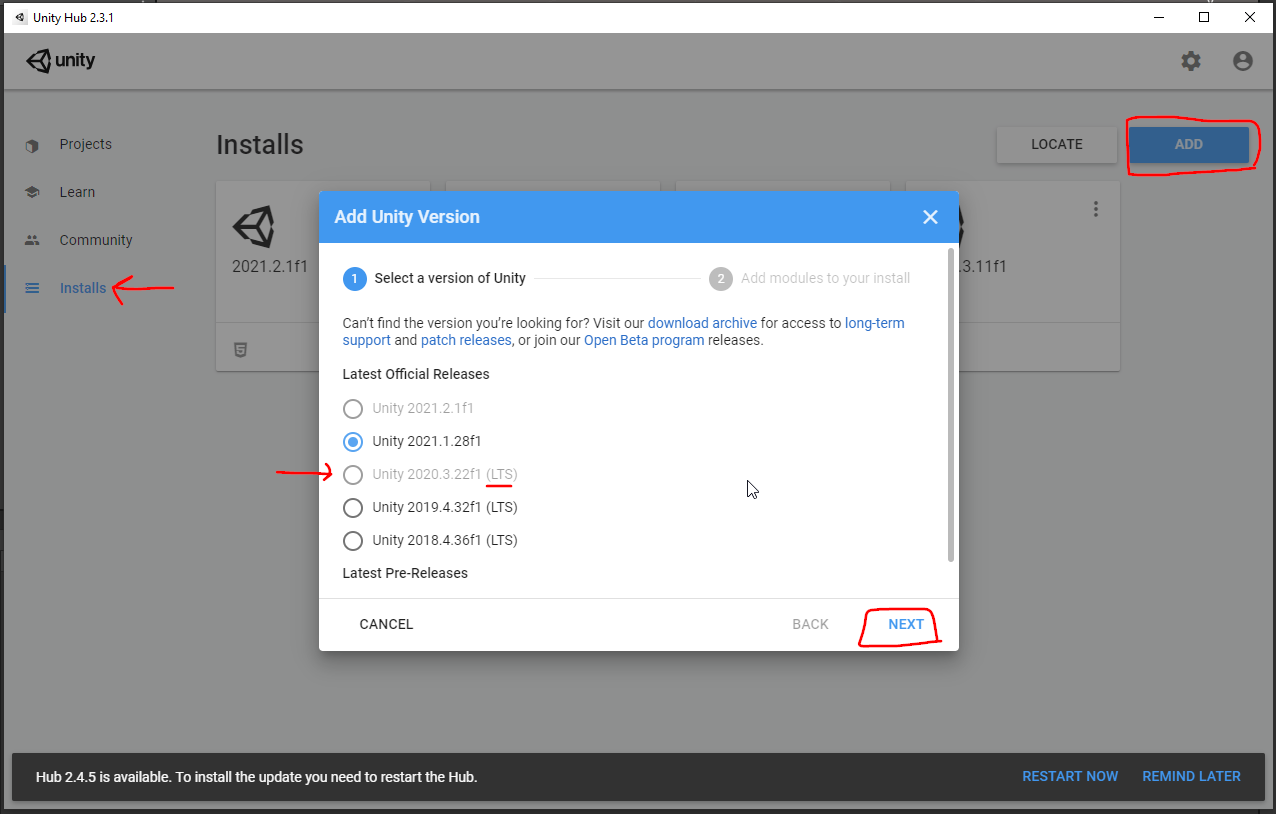 Unity Hub 2.3.1
unity
Projects
Learn
Community
Installs
Installs
LOCATE
ADD
2021.2.1f1
.3.11f1
Add Unity Version
1 Select a version of Unity
2 Add modules to your install
Can't find the version you're looking for? Visit our download archive for access to long-term
support and patch releases, or join our Open Beta program releases.
Latest Official Releases
Unity 2021.2.1f1
Unity 2021.1.28f1
Unity 2020.3.22f1 (LTS)
Unity 2019.4.32f1 (LTS)
Unity 2018.4.36f1 (LTS)
Latest Pre-Releases
CANCEL
BACK
NEXT
Hub 2.4.5 is available. To install the update you need to restart the Hub.
RESTART NOW
REMIND LATER